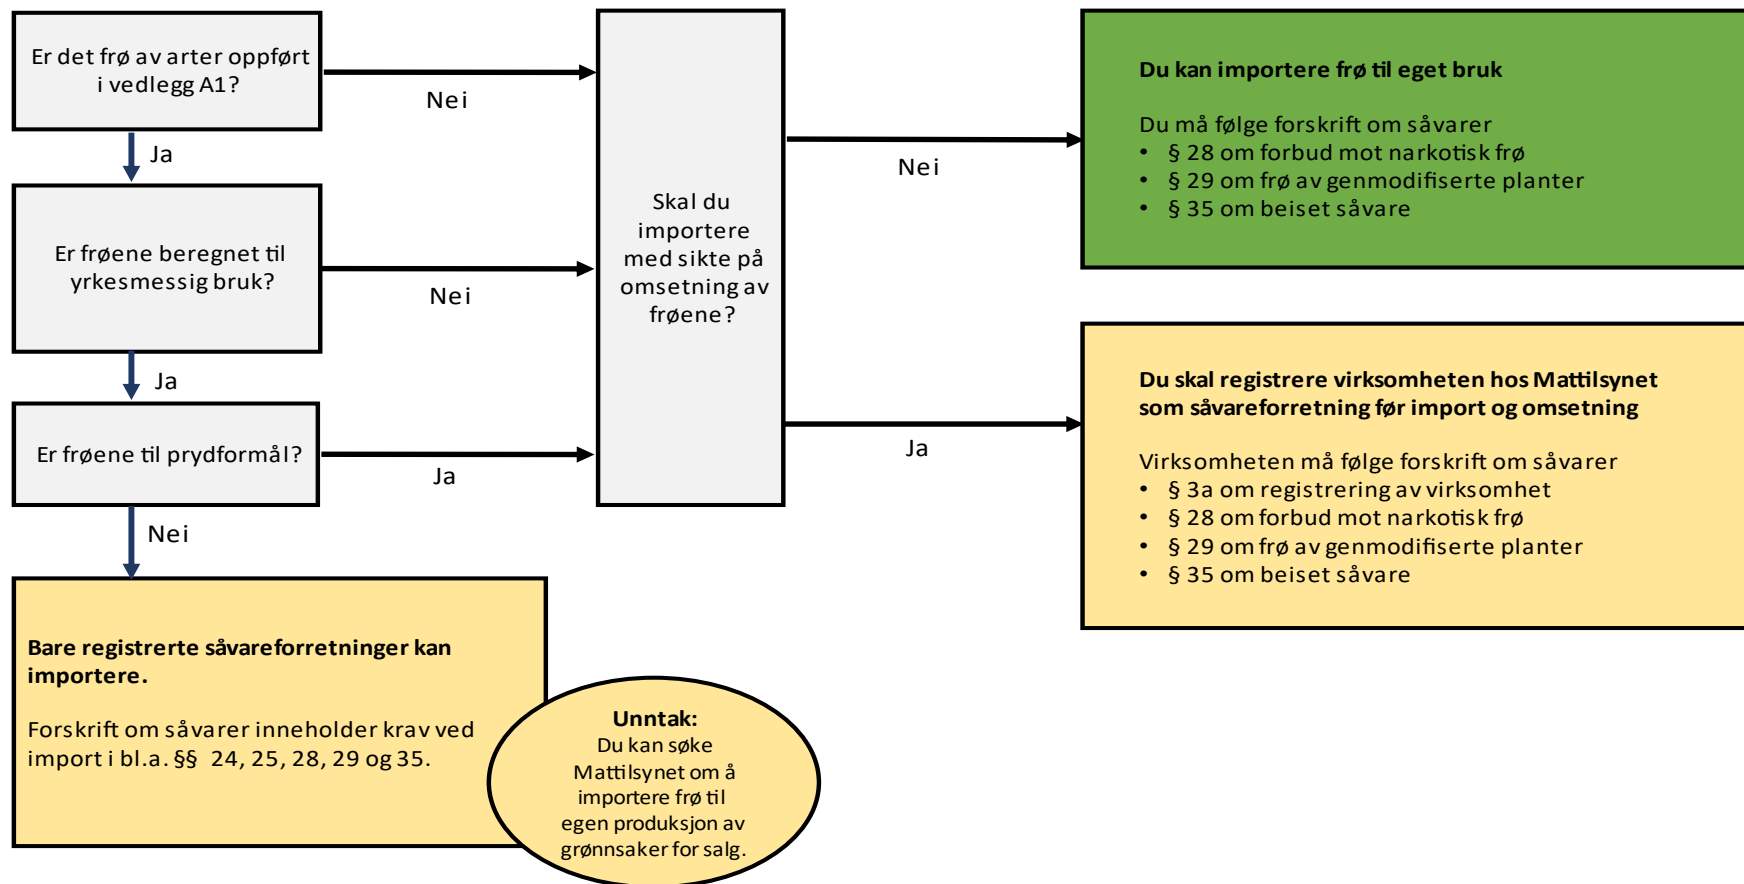 Er det frø av arter oppført
i vedlegg A1?
Nei
Ja
Er frøene beregnet til
yrkesmessig bruk?
Nei
Ja
Er frøene til prydformål?
Ja
Nei
Bare registrerte såvareforretninger kan
importere.
Forskrift om såvarer inneholder krav ved
import i bl.a. §§ 24, 25, 28, 29 og 35.
Unntak:
Du kan søke
Mattilsynet om å
importere frø til
egen produksjon av
grønnsaker for salg.
Skal du
importere
med sikte på
omsetning av
frøene?
Nei
Ja
Du kan importere frø til eget bruk
Du må følge forskrift om såvarer
• § 28 om forbud mot narkotisk frø
• § 29 om frø av genmodifiserte planter
• § 35 om beiset såvare
Du skal registrere virksomheten hos Mattilsynet
som såvareforretning før import og omsetning
Virksomheten må følge forskrift om såvarer
• § 3a om registrering av virksomhet
• § 28 om forbud mot narkotisk frø
• § 29 om frø av genmodifiserte planter
• § 35 om beiset såvare